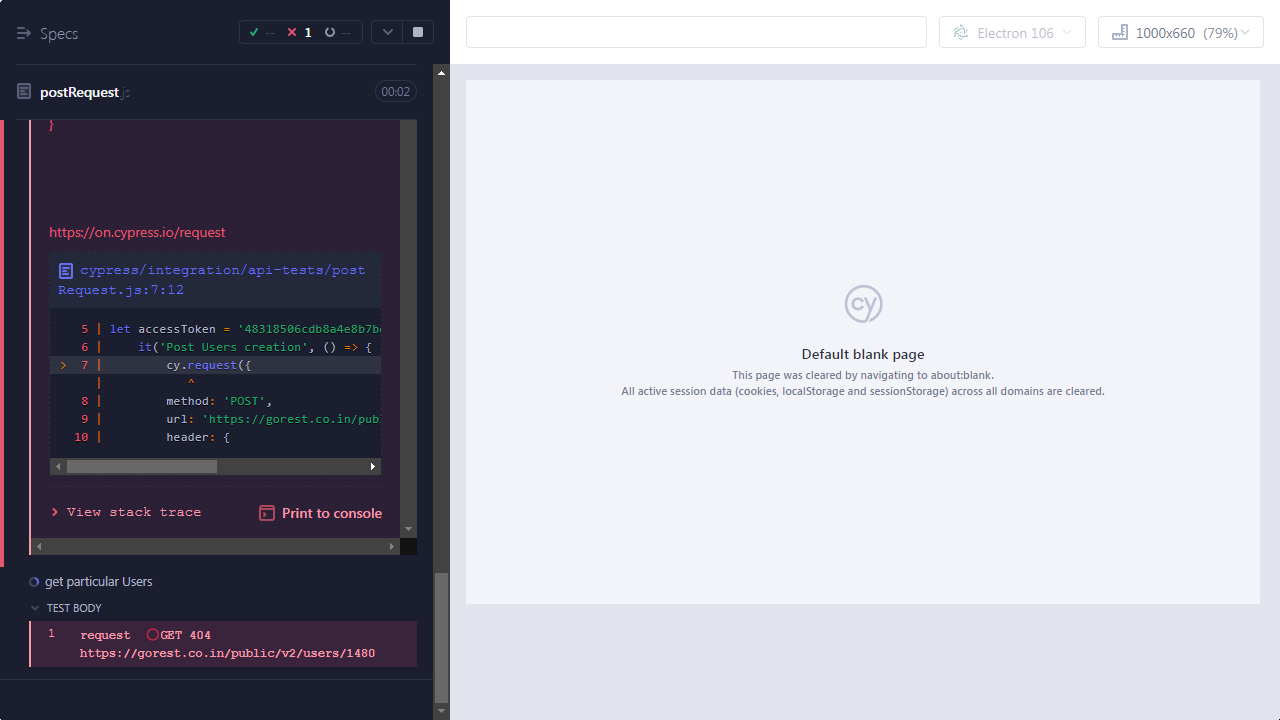 Specs
-- 1 --
Electron 106
1000x660 (79%)
postRequest.js
00:02
}
https://on.cypress.io/request
cypress/integration/api-tests/post
Request.js:7:12
5 | let accessToken = '48318506cdb8a4e8b7b
6 | it('Post Users creation', () => {
> 7 | cy.request({
| ^
8 | method: 'POST',
9 | url: 'https://gorest.co.in/publ
10 | header: {
View stack trace
Print to console
get particular Users
TEST BODY
1 request GET 404
https://gorest.co.in/public/v2/users/1480
cy
Default blank page
This page was cleared by navigating to about:blank.
All active session data (cookies, localStorage and sessionStorage) across all domains are cleared.